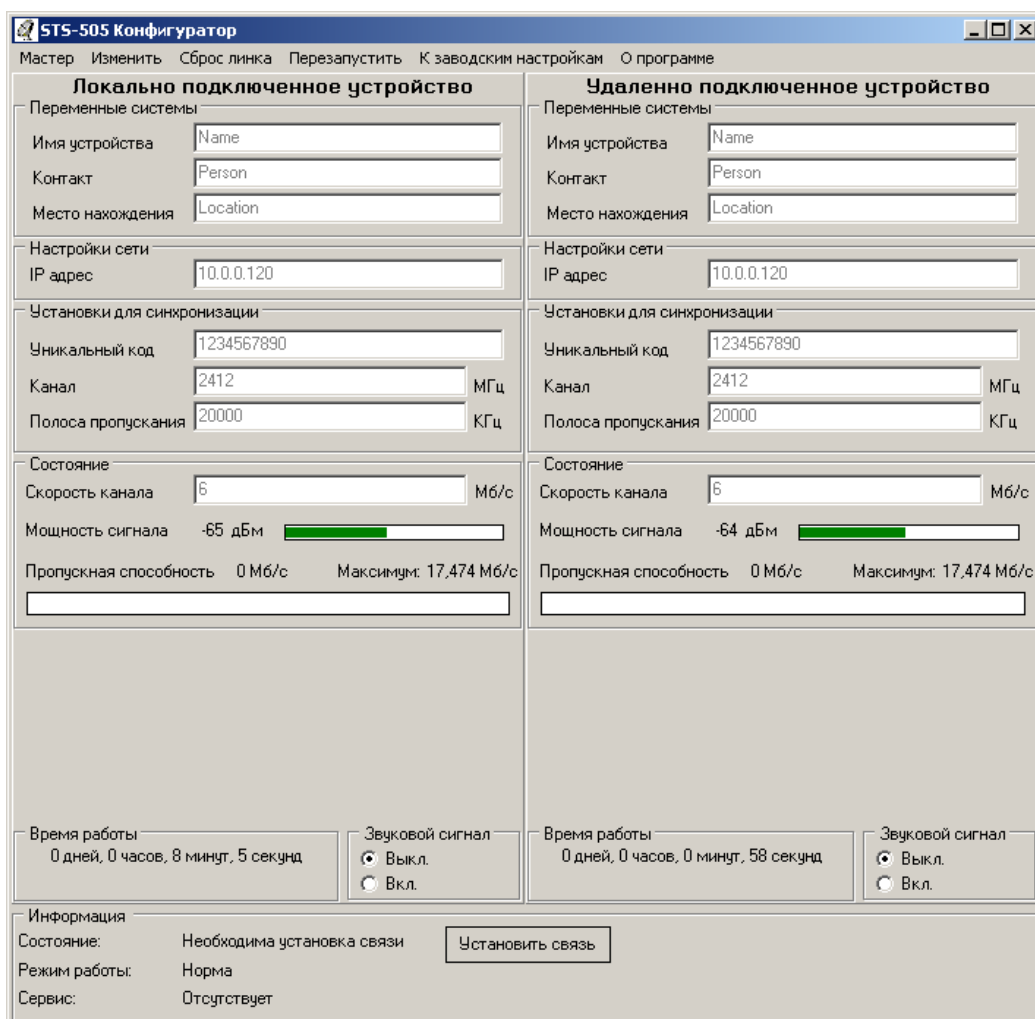 STS-505 Конфигуратор
Мастер Изменить Сброс линка Перезапустить К заводским настройкам О программе
Локально подключенное устройство
Переменные системы
Имя устройства Name
Контакт Person
Место нахождения Location
Настройки сети
IP адрес 10.0.0.120
Установки для синхронизации
Уникальный код 1234567890
Канал 2412 МГц
Полоса пропускания 20000 КГц
Состояние
Скорость канала 6 Мб/с
Мощность сигнала -65 дБм
Пропускная способность 0 Мб/с Максимум: 17,474 Мб/с
Время работы
0 дней, 0 часов, 8 минут, 5 секунд
Звуковой сигнал
Выкл.
Вкл.
Удаленно подключенное устройство
Переменные системы
Имя устройства Name
Контакт Person
Место нахождения Location
Настройки сети
IP адрес 10.0.0.120
Установки для синхронизации
Уникальный код 1234567890
Канал 2412 МГц
Полоса пропускания 20000 КГц
Состояние
Скорость канала 6 Мб/с
Мощность сигнала -64 дБм
Пропускная способность 0 Мб/с Максимум: 17,474 Мб/с
Время работы
0 дней, 0 часов, 0 минут, 58 секунд
Звуковой сигнал
Выкл.
Вкл.
Информация
Состояние: Необходима установка связи Установить связь
Режим работы: Норма
Сервис: Отсутствует